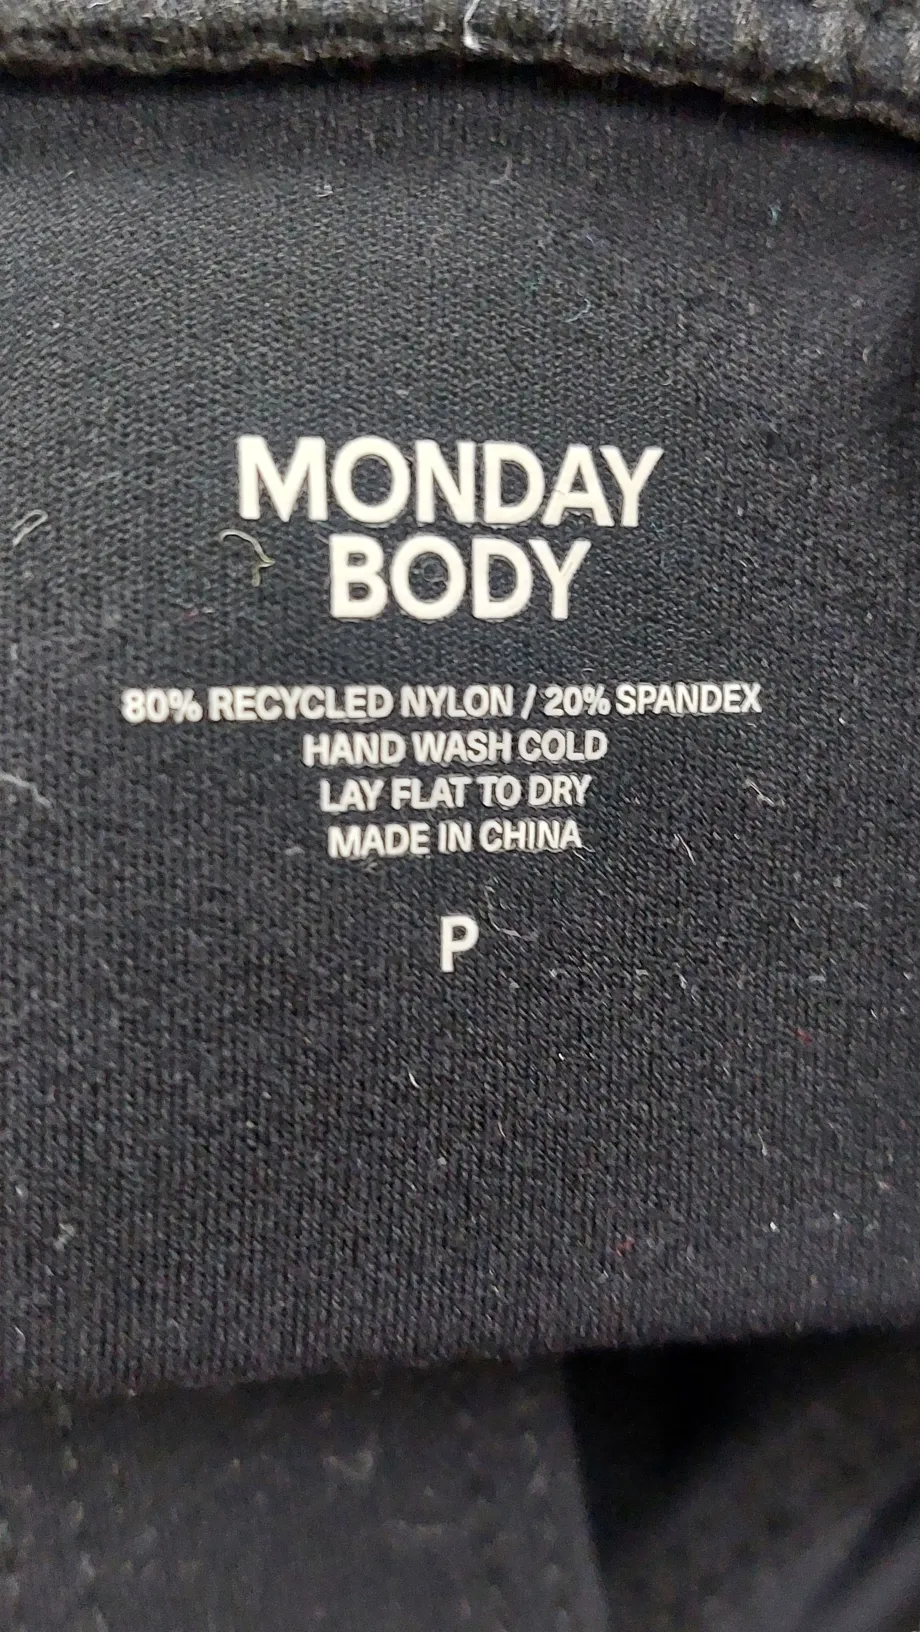 MONDAY
BODY
80% RECYCLED NYLON / 20% SPANDEX
HAND WASH COLD
LAY FLAT TO DRY
MADE IN CHINA
P